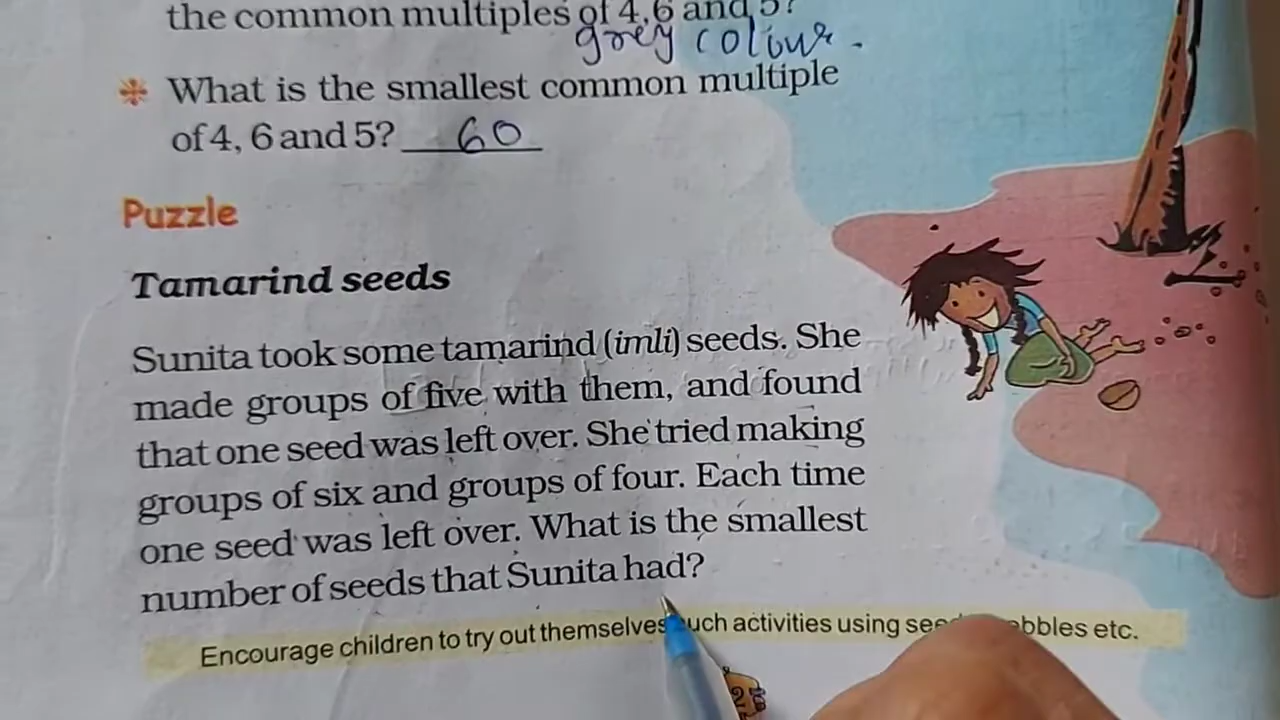 the common multiples of 4, 6 and 5?
grey colour.
What is the smallest common multiple
of 4, 6 and 5? 60
Puzzle
Tamarind seeds
Sunita took some tamarind (imli) seeds. She
made groups of five with them, and found
that one seed was left over. She tried making
groups of six and groups of four. Each time
one seed was left over. What is the smallest
number of seeds that Sunita had?
Encourage children to try out themselves such activities using etc.